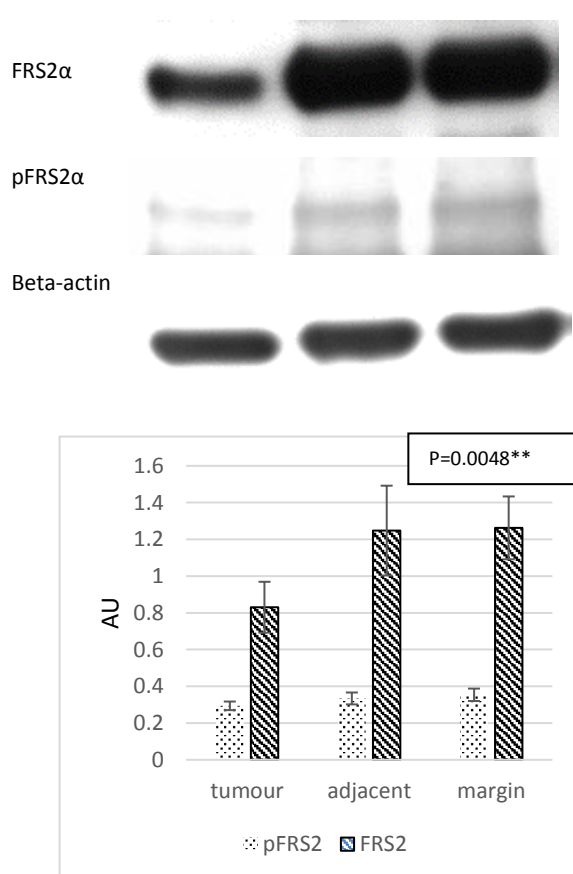 FRS2α
pFRS2α
Beta-actin
P=0.0048**
1.6
1.4
1.2
1
0.8
0.6
0.4
0.2
0
AU
tumour adjacent margin
pFRS2 FRS2